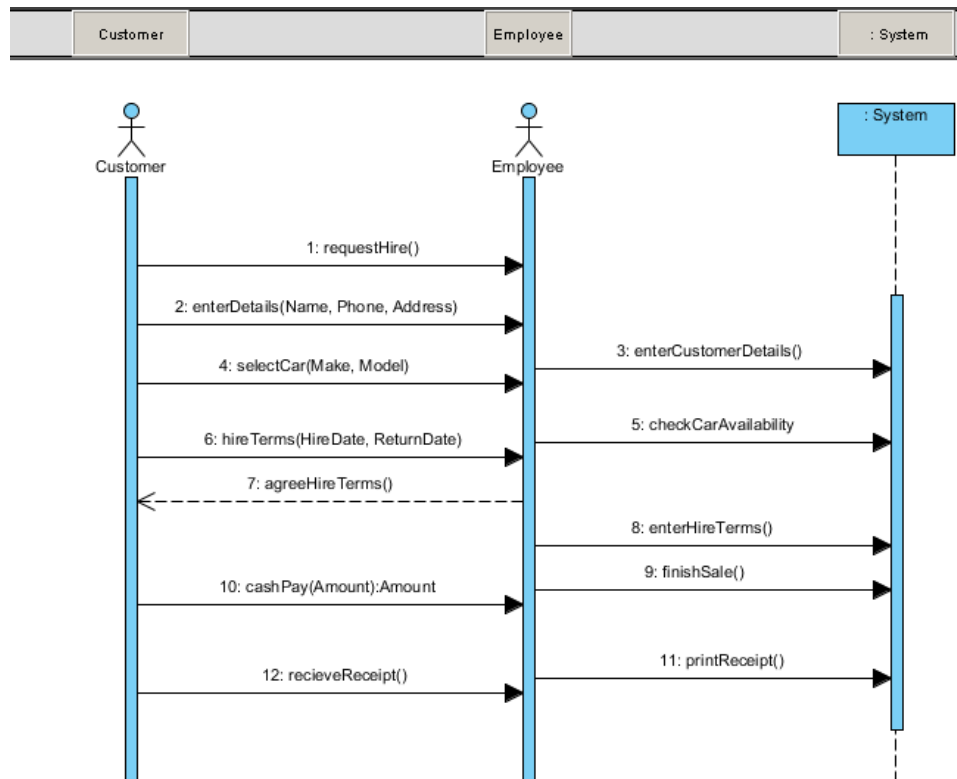 Customer
Employee
: System
: System
Customer
Employee
1: requestHire()
2: enterDetails(Name, Phone, Address)
3: enterCustomerDetails()
4: selectCar(Make, Model)
5: checkCarAvailability
6: hireTerms(HireDate, ReturnDate)
7: agreeHireTerms()
8: enterHireTerms()
9: finishSale()
10: cashPay(Amount):Amount
11: printReceipt()
12: recieveReceipt()